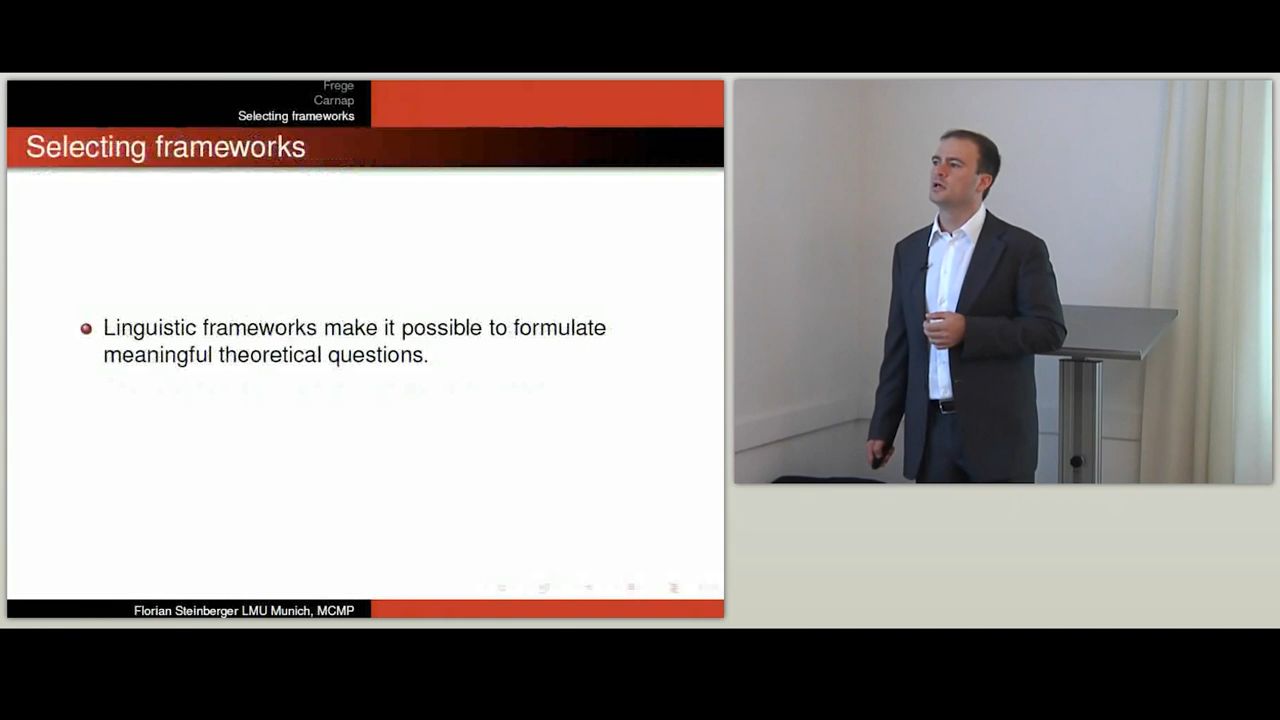 Frege
Carnap
Selecting frameworks
Selecting frameworks
Linguistic frameworks make it possible to formulate
meaningful theoretical questions.
Florian Steinberger LMU Munich, MCMP